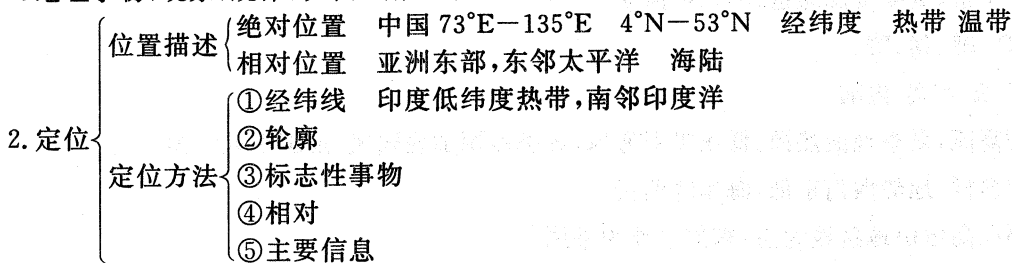 位置描述
绝对位置 中国 73°E－135°E 4°N－53°N 经纬度 热带 温带
相对位置 亚洲东部,东邻太平洋 海陆
2. 定位
定位方法
①经纬线 印度低纬度热带,南邻印度洋
②轮廓
③标志性事物
④相对
⑤主要信息